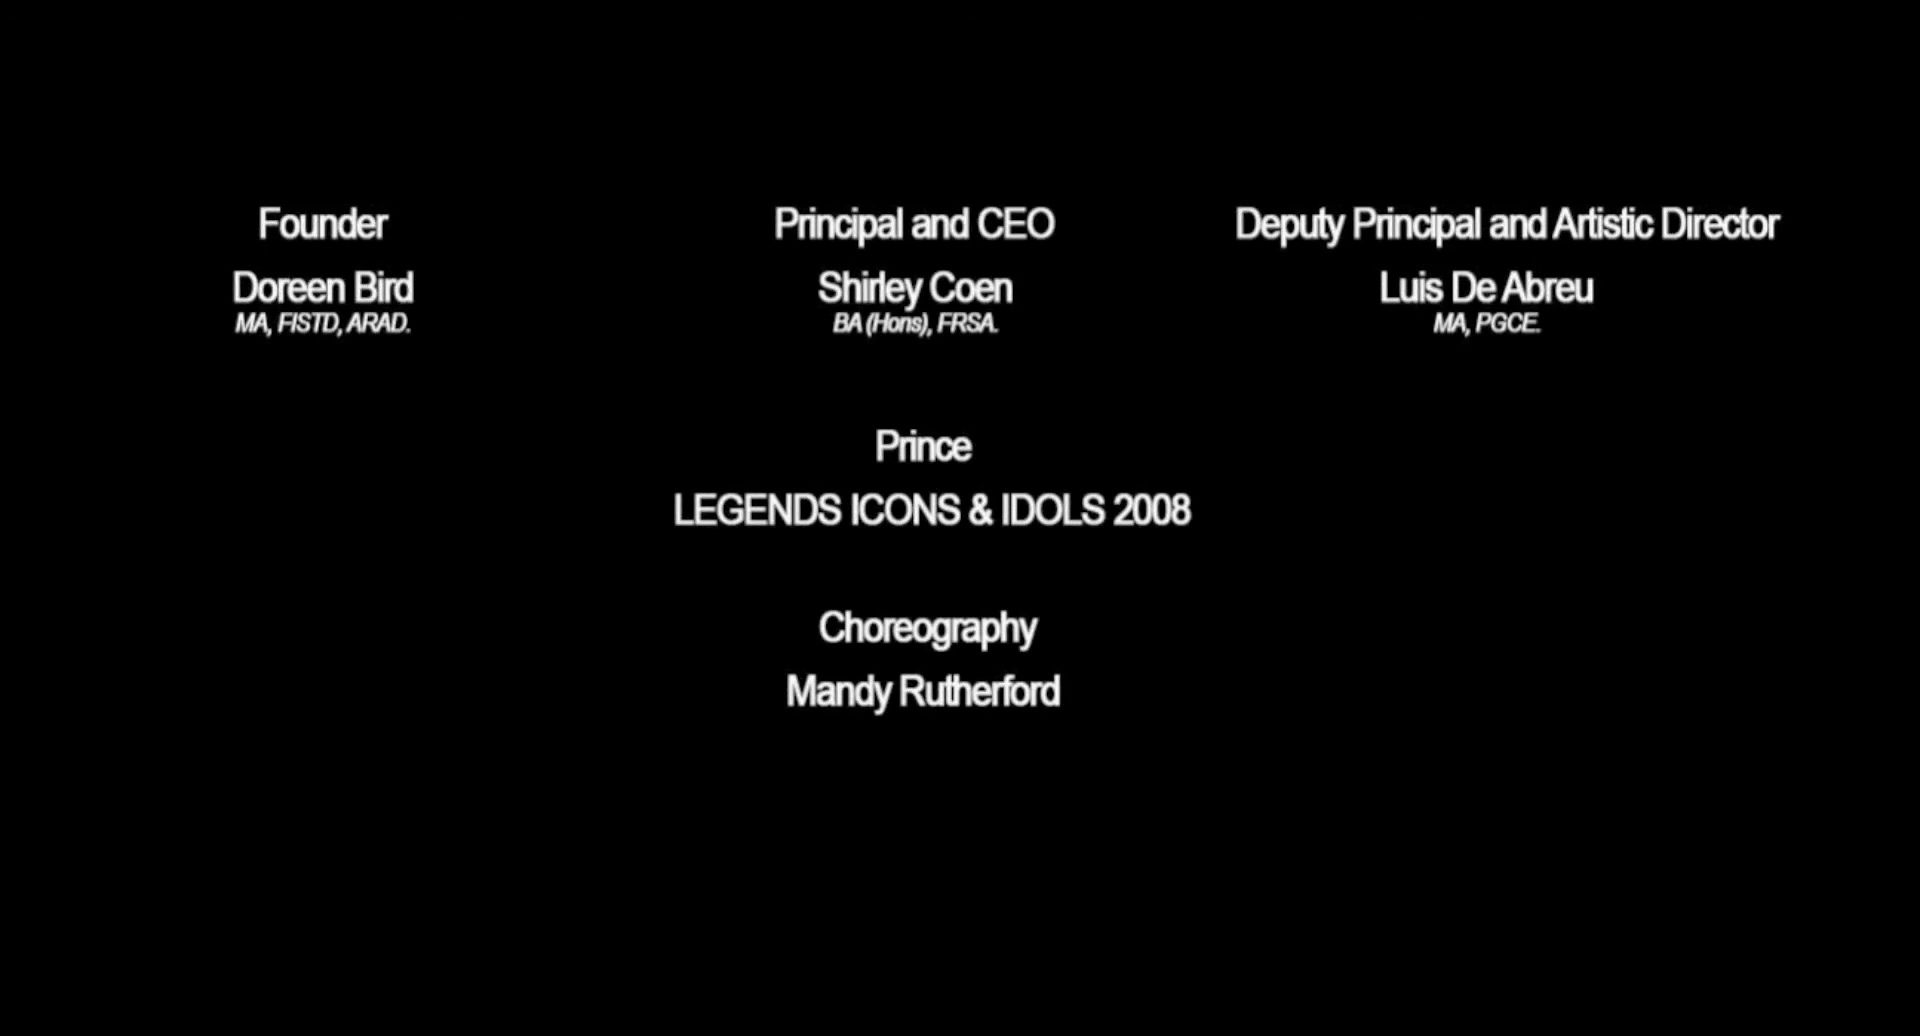 Founder
Doreen Bird
MA, FISTD, ARAD.
Principal and CEO
Shirley Coen
BA (Hons), FRSA.
Deputy Principal and Artistic Director
Luis De Abreu
MA, PGCE.
Prince
LEGENDS ICONS & IDOLS 2008
Choreography
Mandy Rutherford